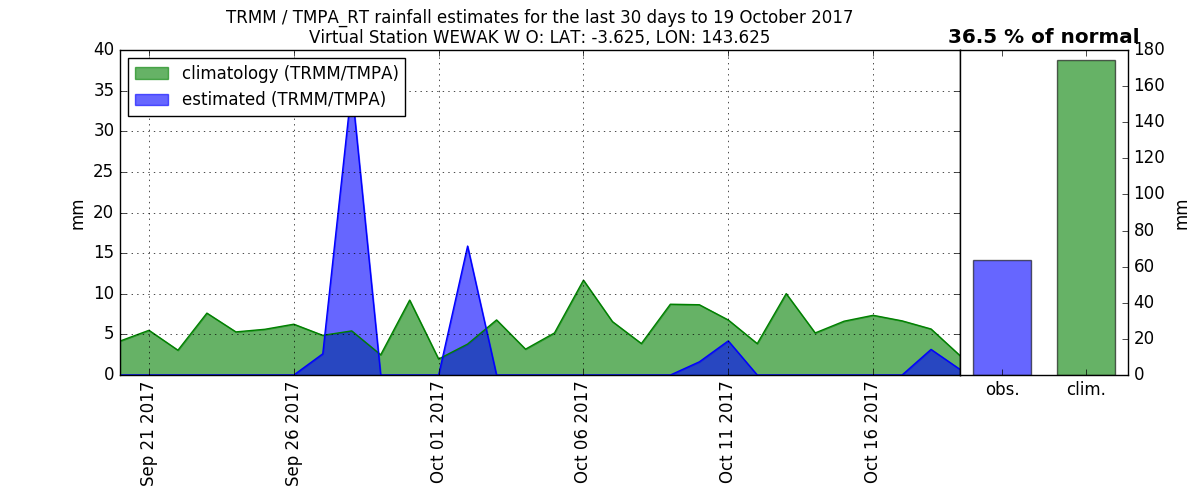 TRMM / TMPA_RT rainfall estimates for the last 30 days to 19 October 2017
Virtual Station WEWAK W O: LAT: -3.625, LON: 143.625
36.5 % of normal
climatology (TRMM/TMPA)
estimated (TRMM/TMPA)
mm
40
35
30
25
20
15
10
5
0
Sep 21 2017
Sep 26 2017
Oct 01 2017
Oct 06 2017
Oct 11 2017
Oct 16 2017
180
160
140
120
100
80
60
40
20
0
mm
obs.
clim.